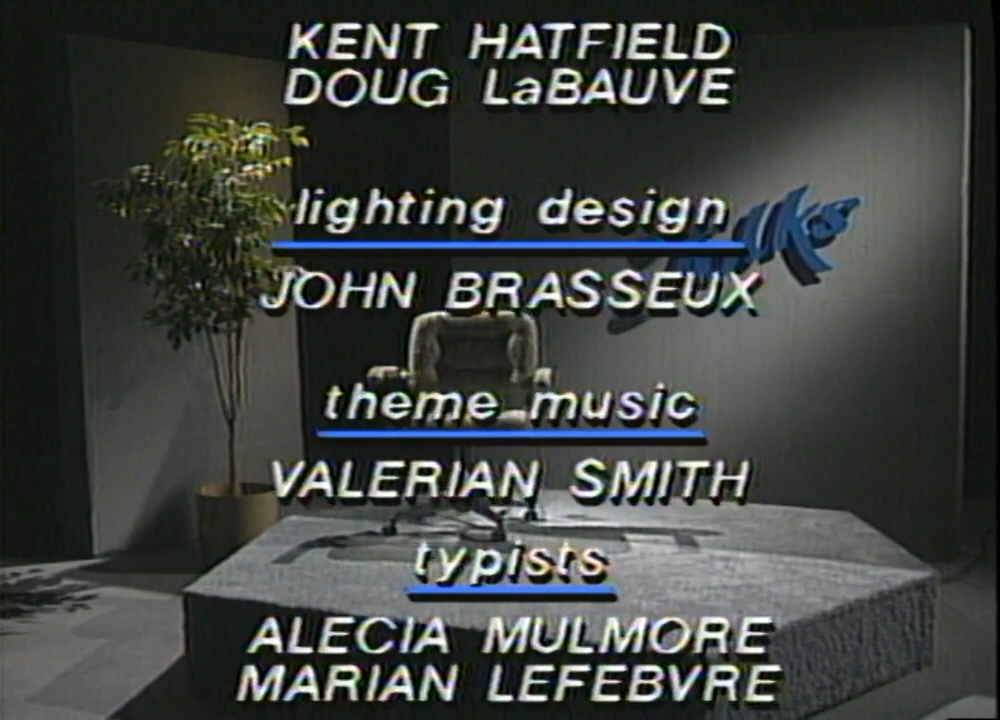 KENT HATFIELD
DOUG LaBAUVE
lighting design
JOHN BRASSEUX
theme music
VALERIAN SMITH
typists
ALECIA MULMORE
MARIAN LEFEBVRE